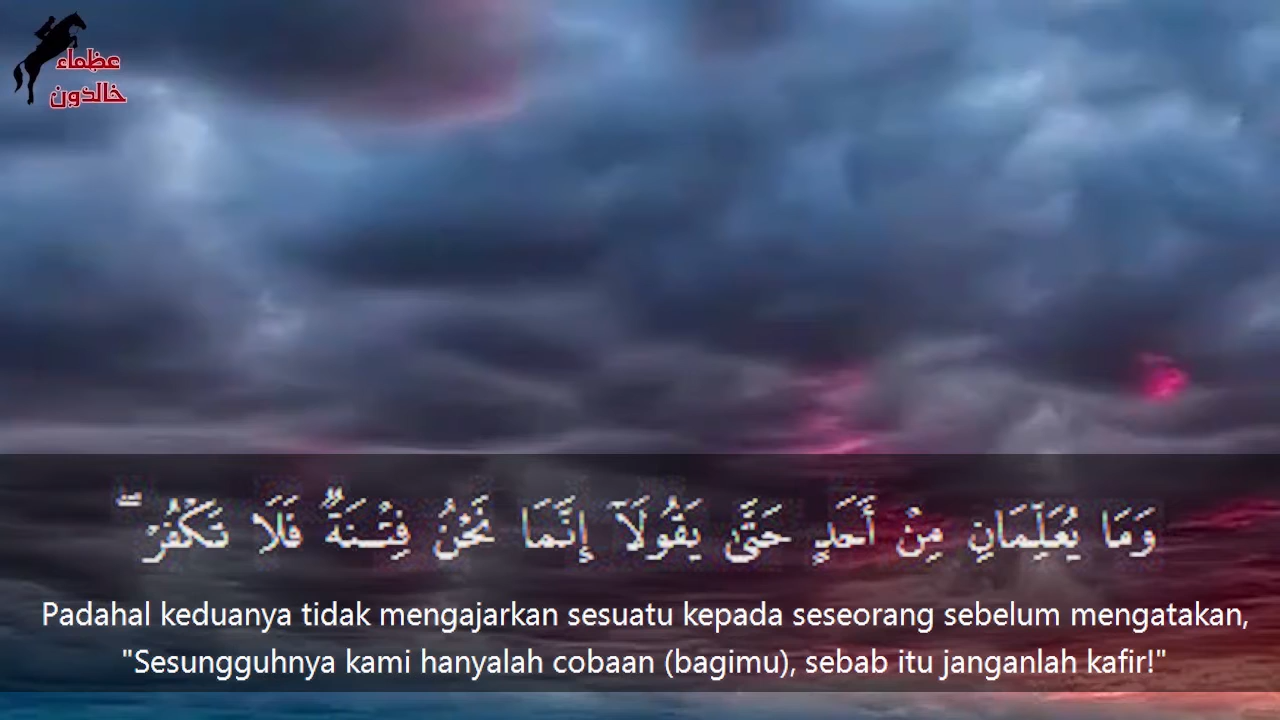 عظماء
خالدون
وَمَا يُعَلِّمَانِ مِنْ أَحَدٍ حَتَّىٰ يَقُولَآ إِنَّمَا نَحْنُ فِتْنَةٌ فَلَا تَكْفُرْ ۖ
Padahal keduanya tidak mengajarkan sesuatu kepada seseorang sebelum mengatakan,
"Sesungguhnya kami hanyalah cobaan (bagimu), sebab itu janganlah kafir!"